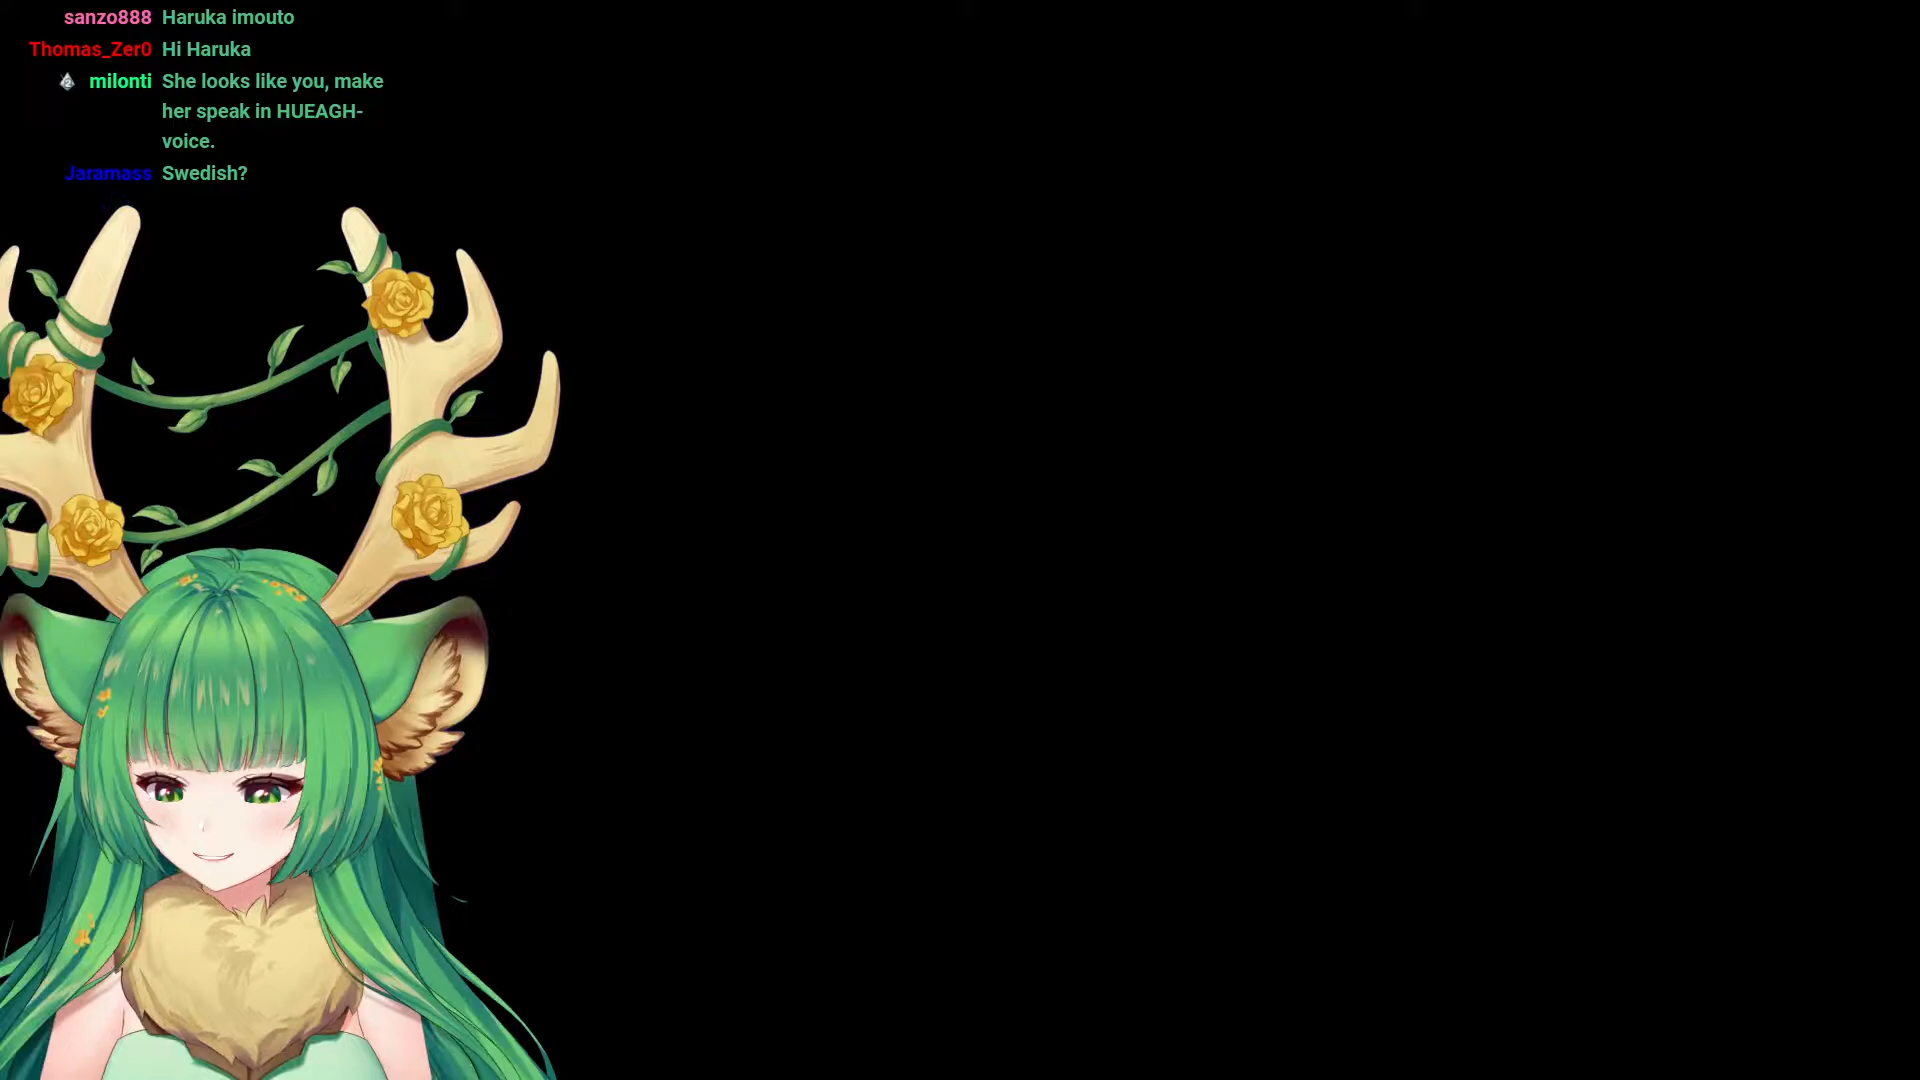 sanzo888 Haruka imouto
Thomas_Zer0 Hi Haruka
2 milonti She looks like you, make
her speak in HUEAGH-
voice.
Jaramass Swedish?